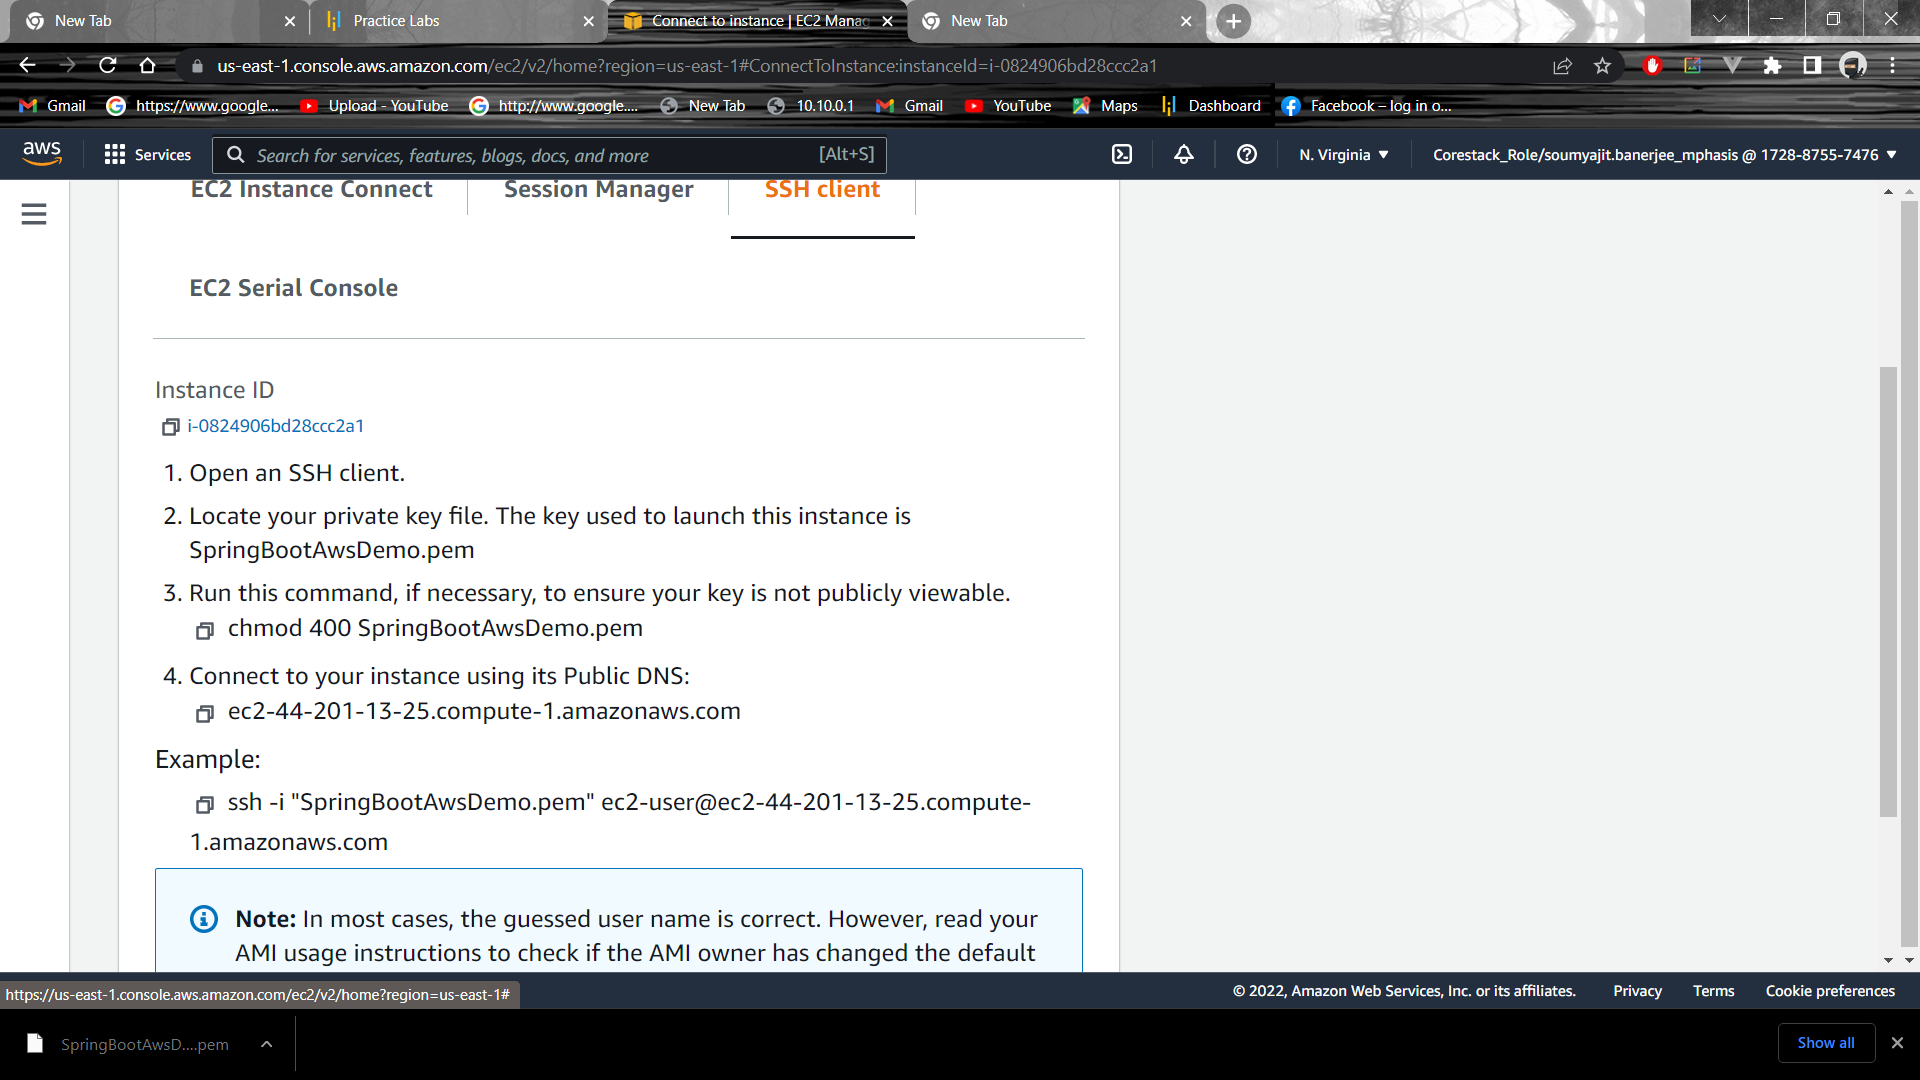 New Tab
Practice Labs
Connect to instance | EC2 Manag
New Tab
us-east-1.console.aws.amazon.com/ec2/v2/home?region=us-east-1#ConnectToInstance:instanceId=i-0824906bd28ccc2a1
Gmail
https://www.google...
Upload - YouTube
http://www.google....
New Tab
10.10.0.1
Gmail
YouTube
Maps
Dashboard
Facebook – log in o...
aws
Services
Search for services, features, blogs, docs, and more
[Alt+S]
N. Virginia
Corestack_Role/soumyajit.banerjee_mphasis @ 1728-8755-7476
EC2 Instance Connect
Session Manager
SSH client
EC2 Serial Console
Instance ID
i-0824906bd28ccc2a1
1. Open an SSH client.
2. Locate your private key file. The key used to launch this instance is
SpringBootAwsDemo.pem
3. Run this command, if necessary, to ensure your key is not publicly viewable.
chmod 400 SpringBootAwsDemo.pem
4. Connect to your instance using its Public DNS:
ec2-44-201-13-25.compute-1.amazonaws.com
Example:
ssh -i "SpringBootAwsDemo.pem" ec2-user@ec2-44-201-13-25.compute-
1.amazonaws.com
Note: In most cases, the guessed user name is correct. However, read your
AMI usage instructions to check if the AMI owner has changed the default
https://us-east-1.console.aws.amazon.com/ec2/v2/home?region=us-east-1#
© 2022, Amazon Web Services, Inc. or its affiliates.
Privacy
Terms
Cookie preferences
SpringBootAwsD....pem
Show all